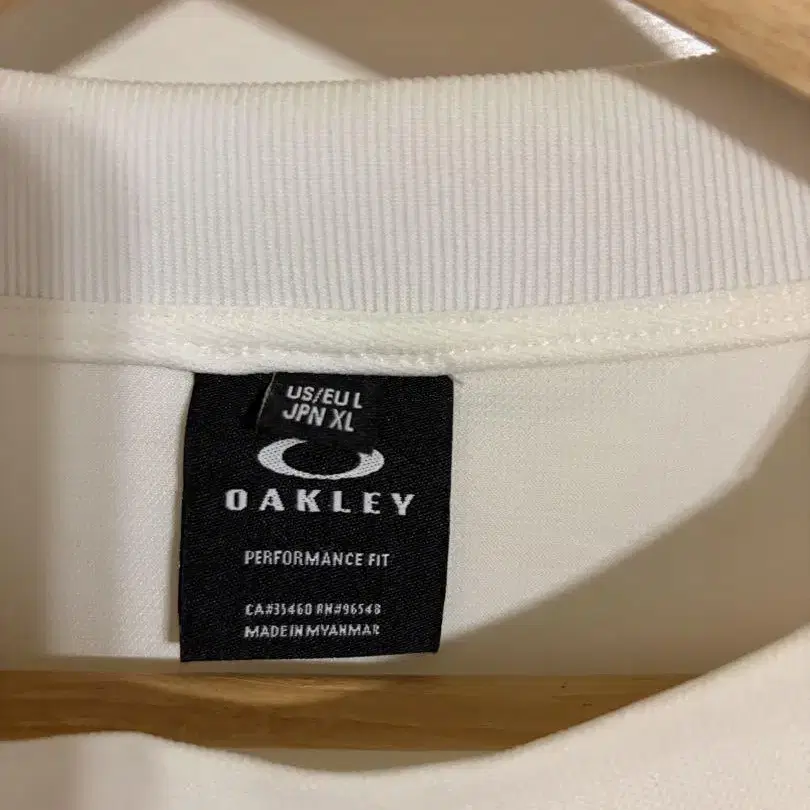 US/EU L
JPN XL
OAKLEY
PERFORMANCE FIT
CA#35460 RN#96548
MADE IN MYANMAR